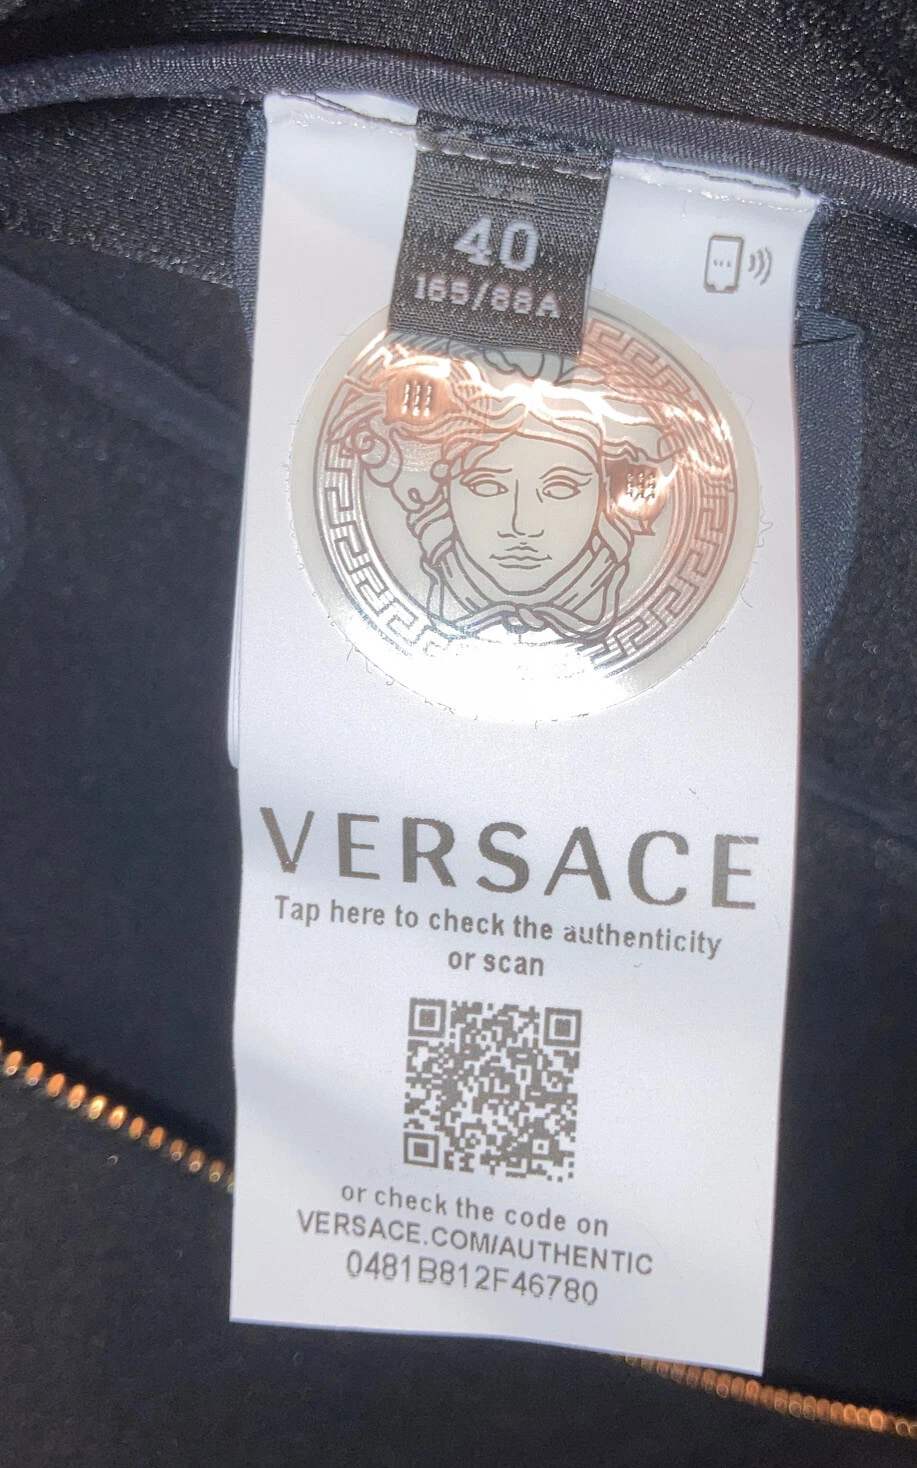 40
165/88A
VERSACE
Tap here to check the authenticity
or scan
or check the code on
VERSACE.COM/AUTHENTIC
0481B812F46780